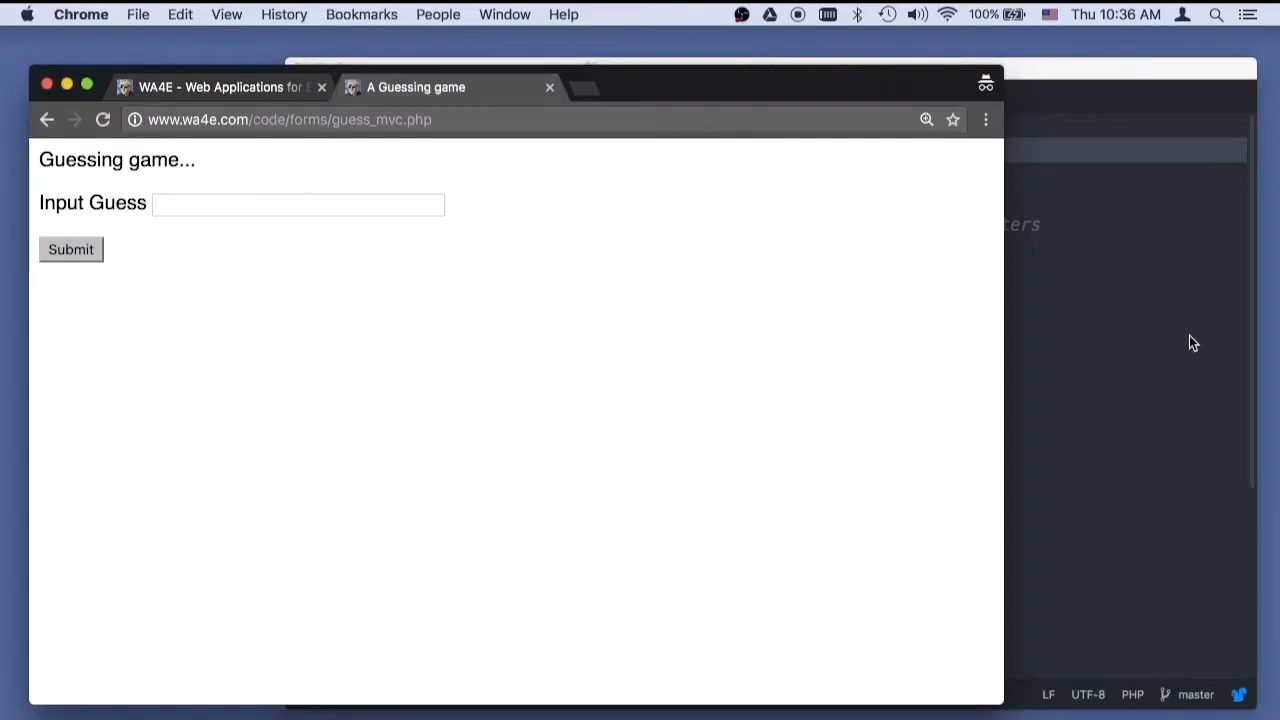 Chrome File Edit View History Bookmarks People Window Help 100% Thu 10:36 AM
WA4E - Web Applications for E
A Guessing game
www.wa4e.com/code/forms/guess_mvc.php
Guessing game...
ters
Input Guess
Submit
LF UTF-8 PHP master